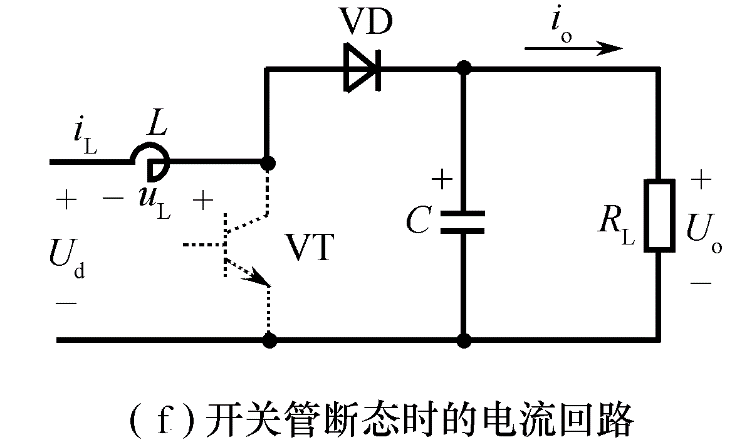 VD
i_o
i_L
L
+ − u_L +
U_d
−
VT
+
C
R_L
+
U_o
−
(f)开关管断态时的电流回路